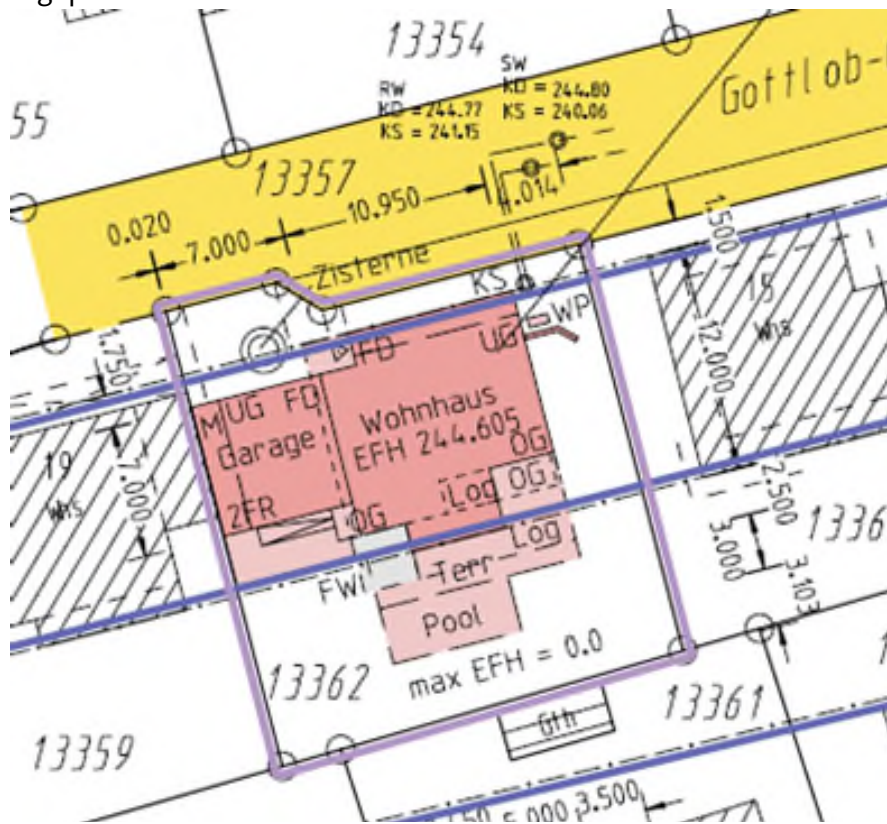 13354
55
SW
KD = 244.80
KS = 240.06
RW
KD = 244.77
KS = 241.15
Gottlob-
13357
10.950
1.014
0.020
7.000
1.500
Zisterne
KS
WP
15
Whs
1.750
FD
UG
12.000
M
UG FD
Garage
Wohnhaus
EFH 244.605
OG
19
Whs
7.000
2FR
OG
Log
OG
2.500
Log
3.000
1336
FWI
Terr
3.103
Pool
max EFH = 0.0
13362
13361
Gth
13359
50
5.000
3.500